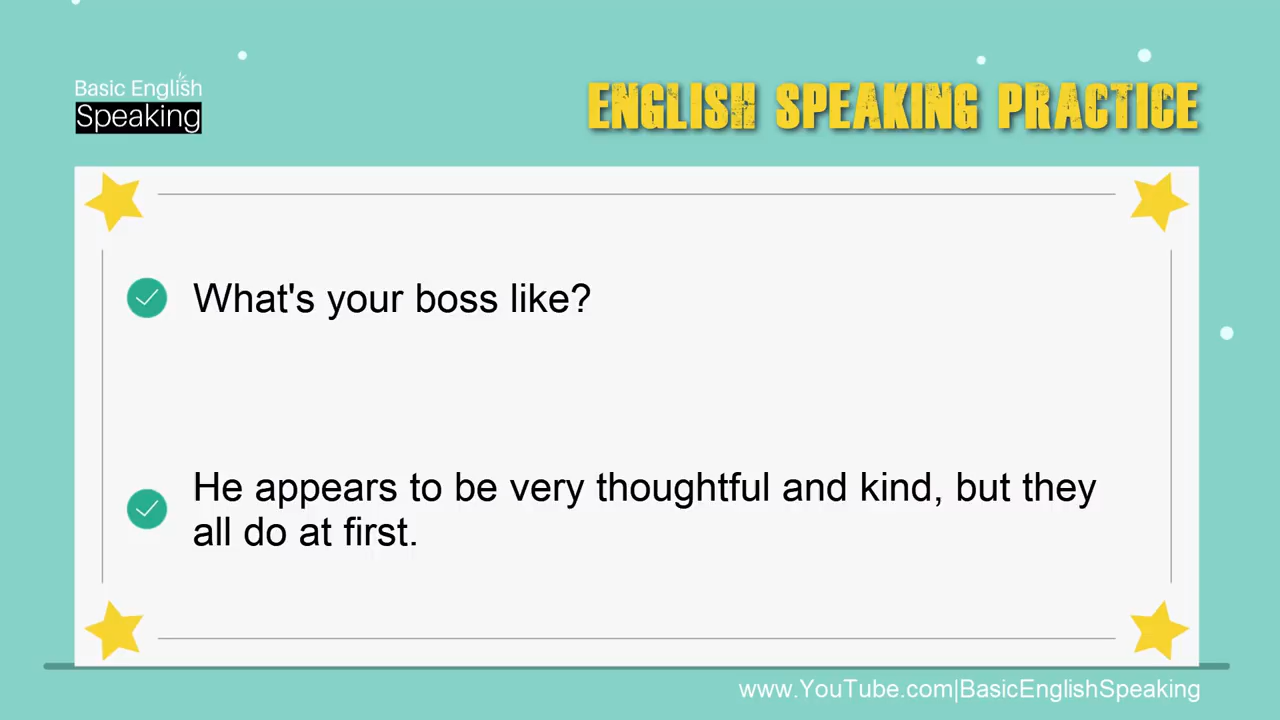 Basic English
Speaking
ENGLISH SPEAKING PRACTICE
What's your boss like?
He appears to be very thoughtful and kind, but they
all do at first.
www.YouTube.com|BasicEnglishSpeaking